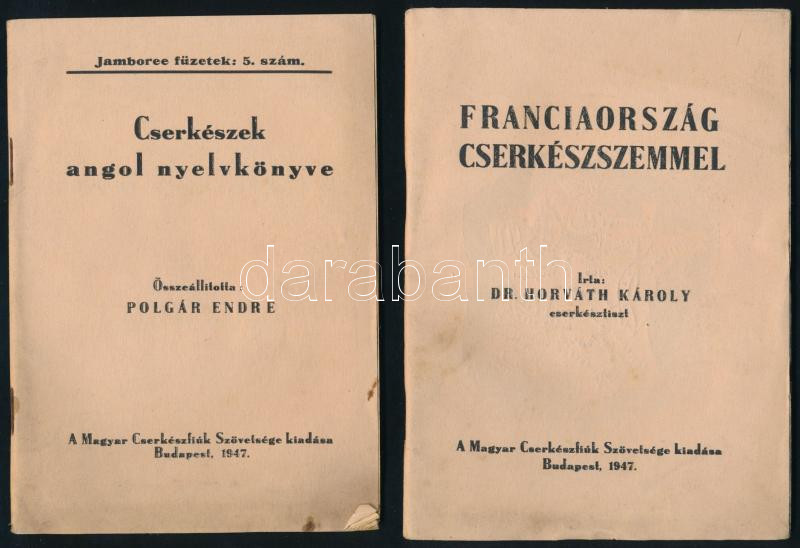 Jamboree füzetek: 5. szám.
Cserkészek
angol nyelvkönyve
Összeállította:
POLGÁR ENDRE
A Magyar Cserkészfiúk Szövetsége kiadása
Budapest, 1947.
FRANCIAORSZÁG
CSERKÉSZSZEMMEL
Irta:
DR. HORVÁTH KÁROLY
cserkésztiszt
A Magyar Cserkészfiúk Szövetsége kiadása
Budapest, 1947.
darabanth.com